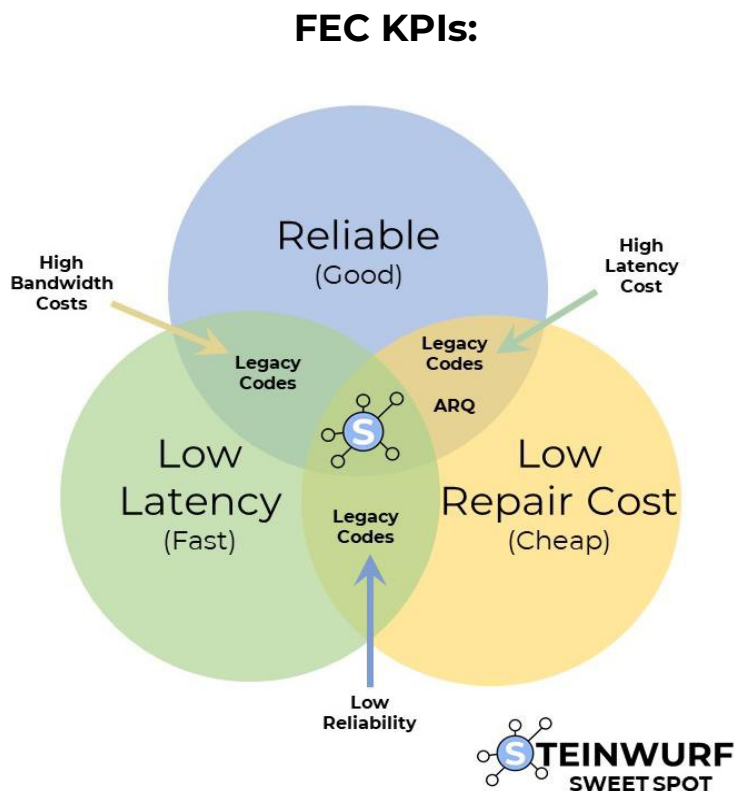 FEC KPIs:
Reliable
(Good)
High
Bandwidth
Costs
High
Latency
Cost
Legacy
Codes
Legacy
Codes
ARQ
S
Low
Latency
(Fast)
Low
Repair Cost
(Cheap)
Legacy
Codes
Low
Reliability
STEINWURF
SWEET SPOT